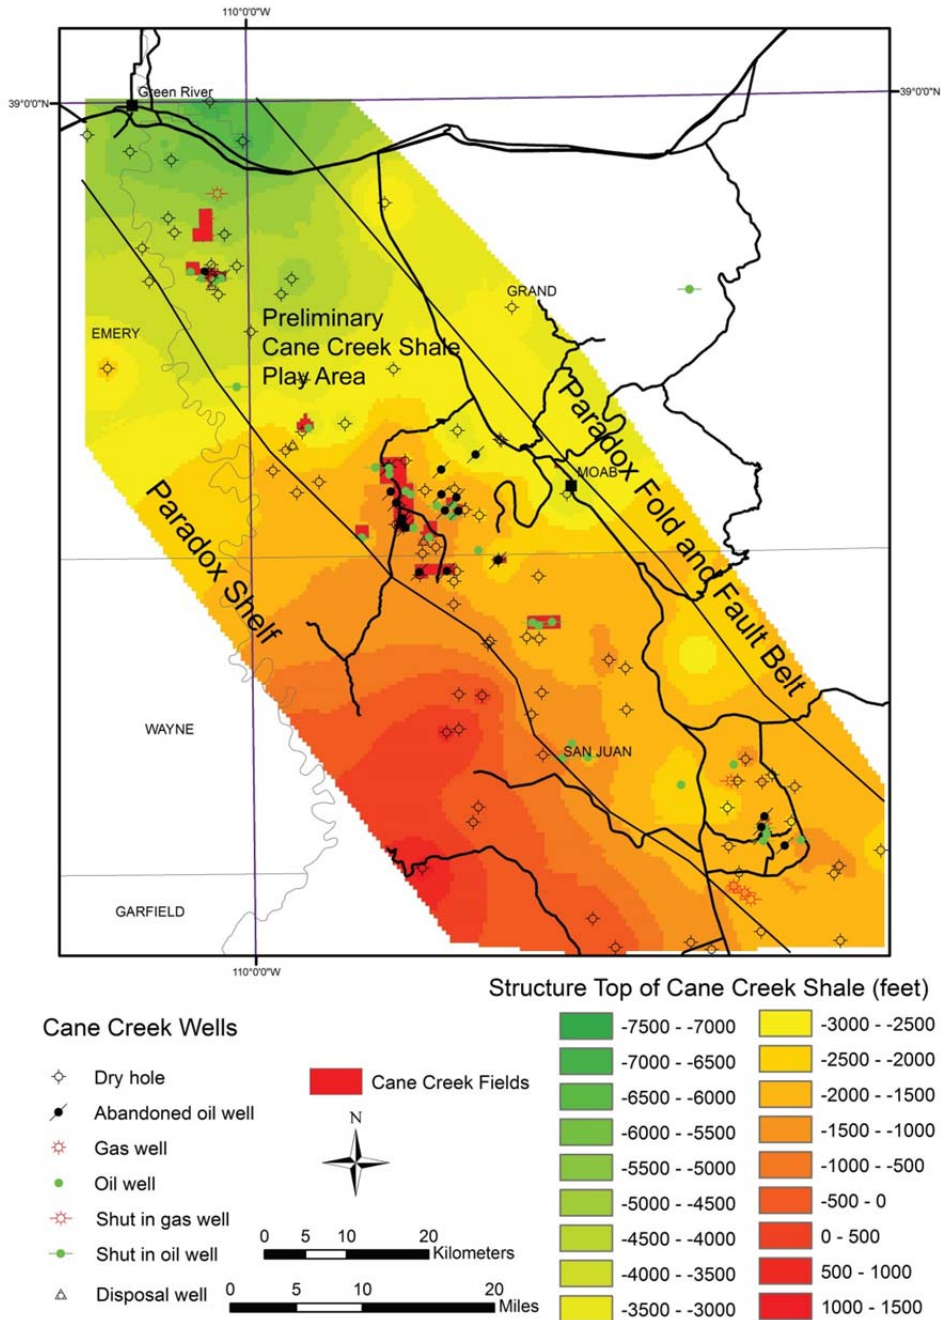 110°0'0"W
39°0'0"N
Green River
39°0'0"N
GRAND
EMERY
Preliminary
Cane Creek Shale
Play Area
Paradox Fold and Fault Belt
MOAB
Paradox Shelf
WAYNE
SAN JUAN
GARFIELD
110°0'0"W
Cane Creek Wells
Dry hole
Abandoned oil well
Gas well
Oil well
Shut in gas well
Shut in oil well
Disposal well
Cane Creek Fields
N
0 5 10 20
Kilometers
0 5 10 20
Miles
Structure Top of Cane Creek Shale (feet)
-7500 - -7000
-7000 - -6500
-6500 - -6000
-6000 - -5500
-5500 - -5000
-5000 - -4500
-4500 - -4000
-4000 - -3500
-3500 - -3000
-3000 - -2500
-2500 - -2000
-2000 - -1500
-1500 - -1000
-1000 - -500
-500 - 0
0 - 500
500 - 1000
1000 - 1500